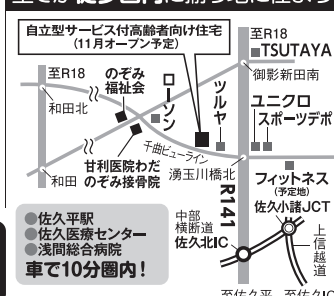 自立型サービス付高齢者向け住宅
(11月オープン予定)
至R18
TSUTAYA
至R18
のぞみ
福祉会
ローソン
ツルヤ
御影新田南
和田北
ユニクロ
スポーツデポ
千曲ビューライン
甘利医院わだ
のぞみ接骨院
和田
湧玉川橋北
フィットネス
(予定地)
R141
佐久小諸JCT
中部
横断道
佐久北IC
上信越道
佐久平駅
佐久医療センター
浅間総合病院
車で10分圏内!